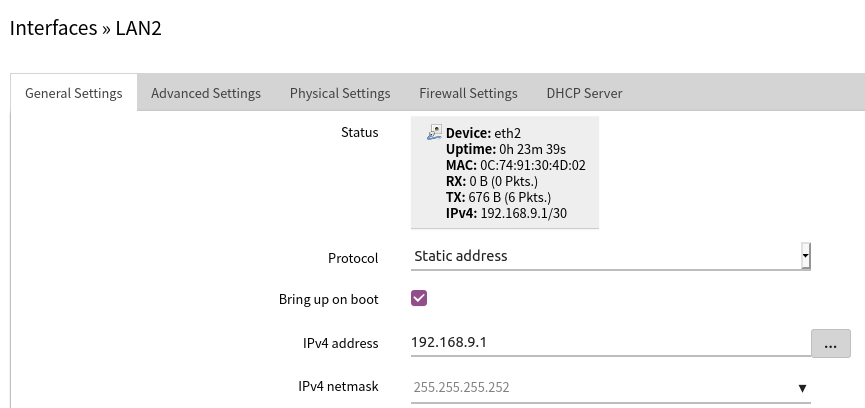 Interfaces » LAN2
General Settings Advanced Settings Physical Settings Firewall Settings DHCP Server
Status
Device: eth2
Uptime: 0h 23m 39s
MAC: 0C:74:91:30:4D:02
RX: 0 B (0 Pkts.)
TX: 676 B (6 Pkts.)
IPv4: 192.168.9.1/30
Protocol Static address
Bring up on boot
IPv4 address 192.168.9.1 ...
IPv4 netmask 255.255.255.252